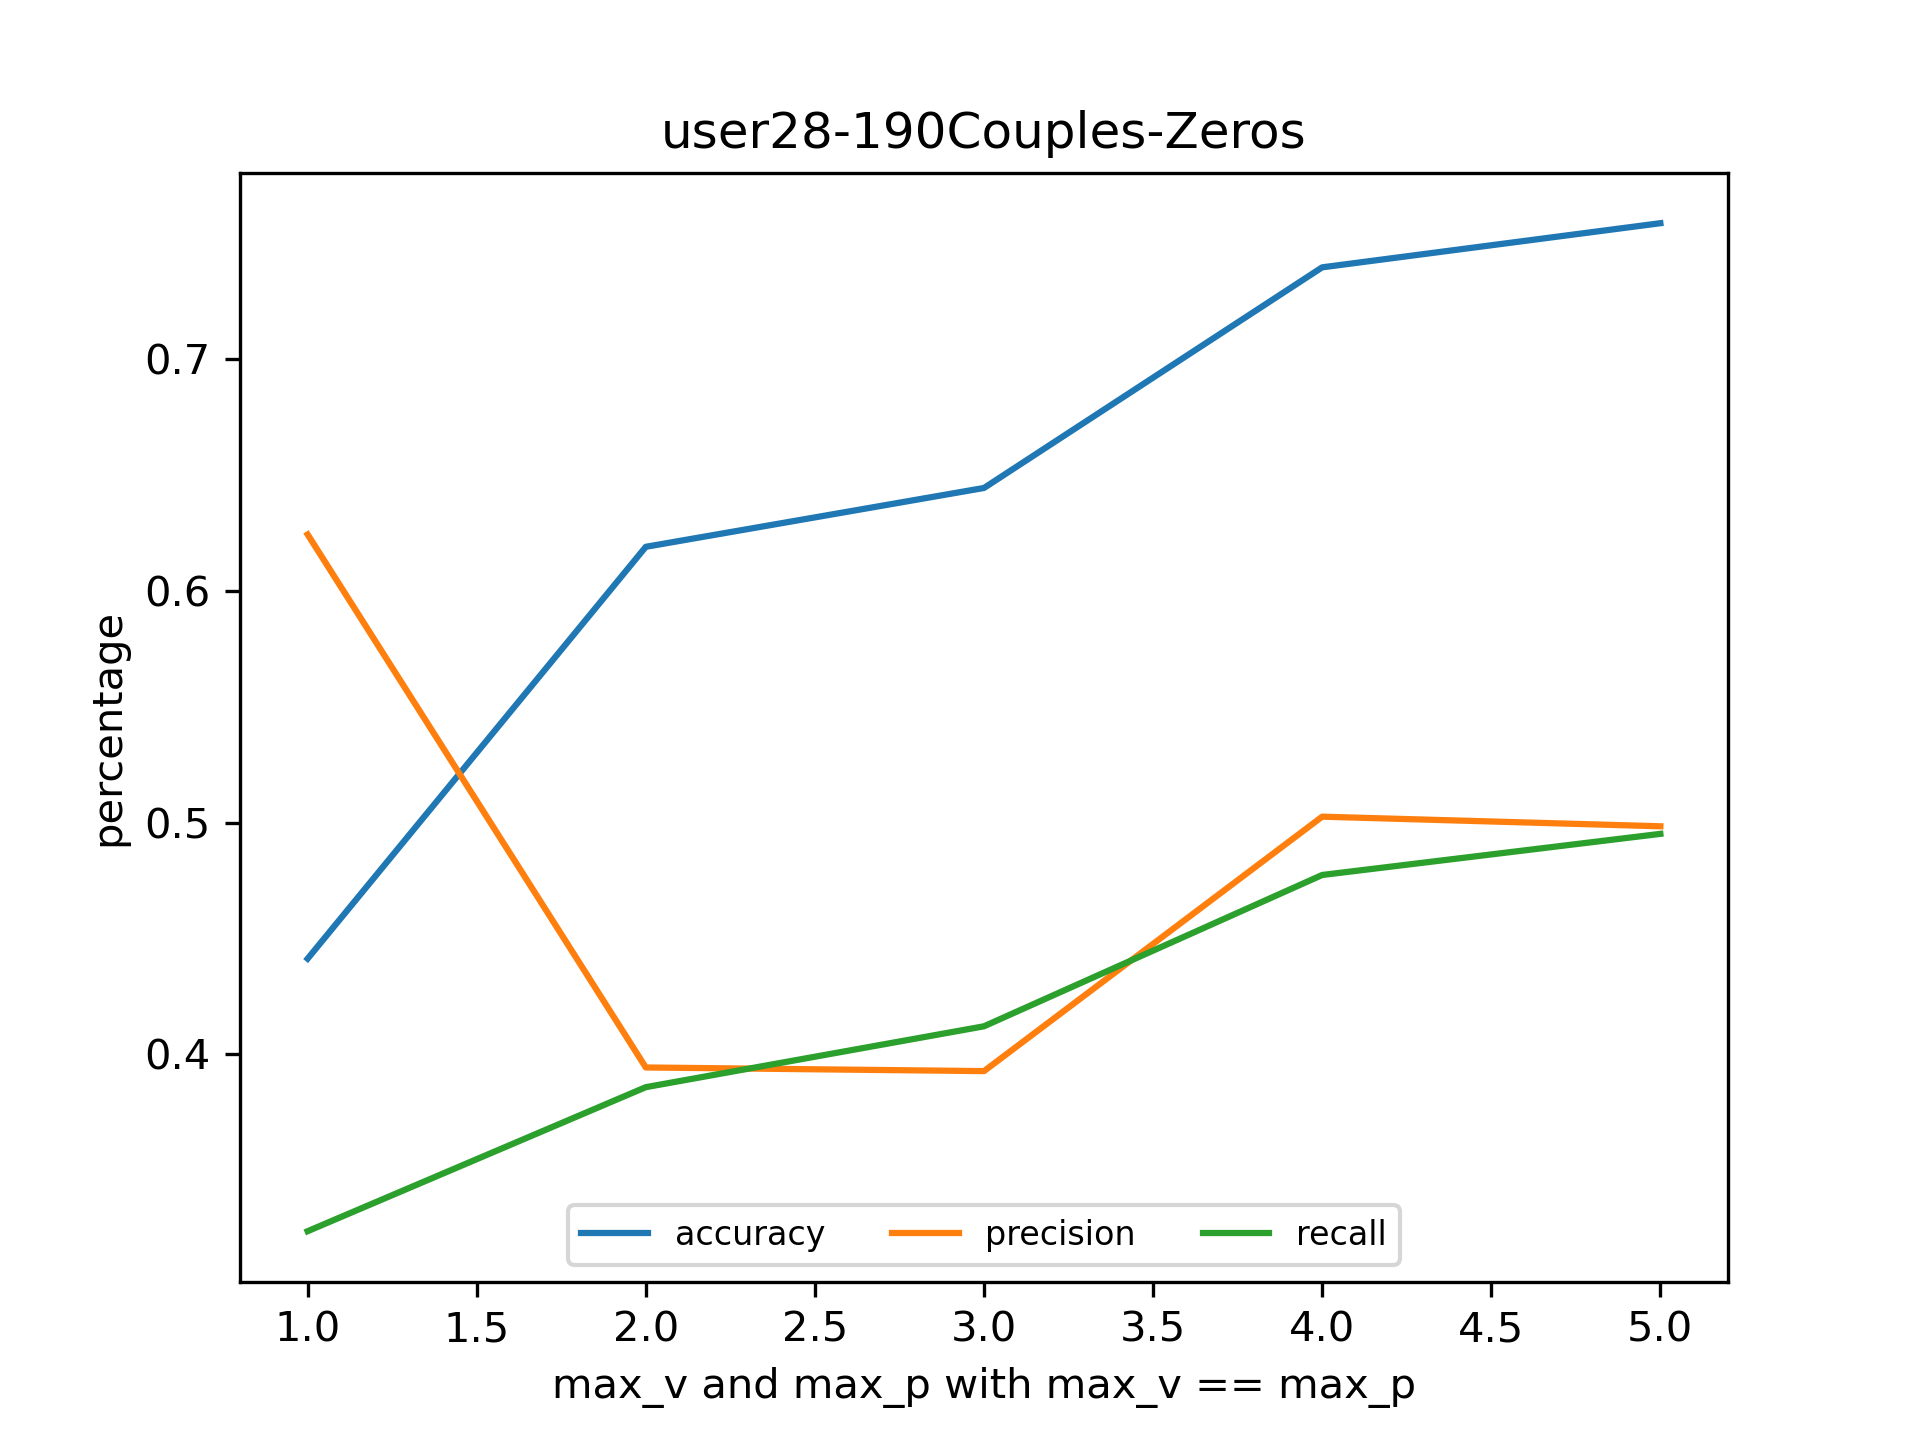 user28-190Couples-Zeros
percentage
0.7
0.6
0.5
0.4
accuracy precision recall
1.0 1.5 2.0 2.5 3.0 3.5 4.0 4.5 5.0
max_v and max_p with max_v == max_p